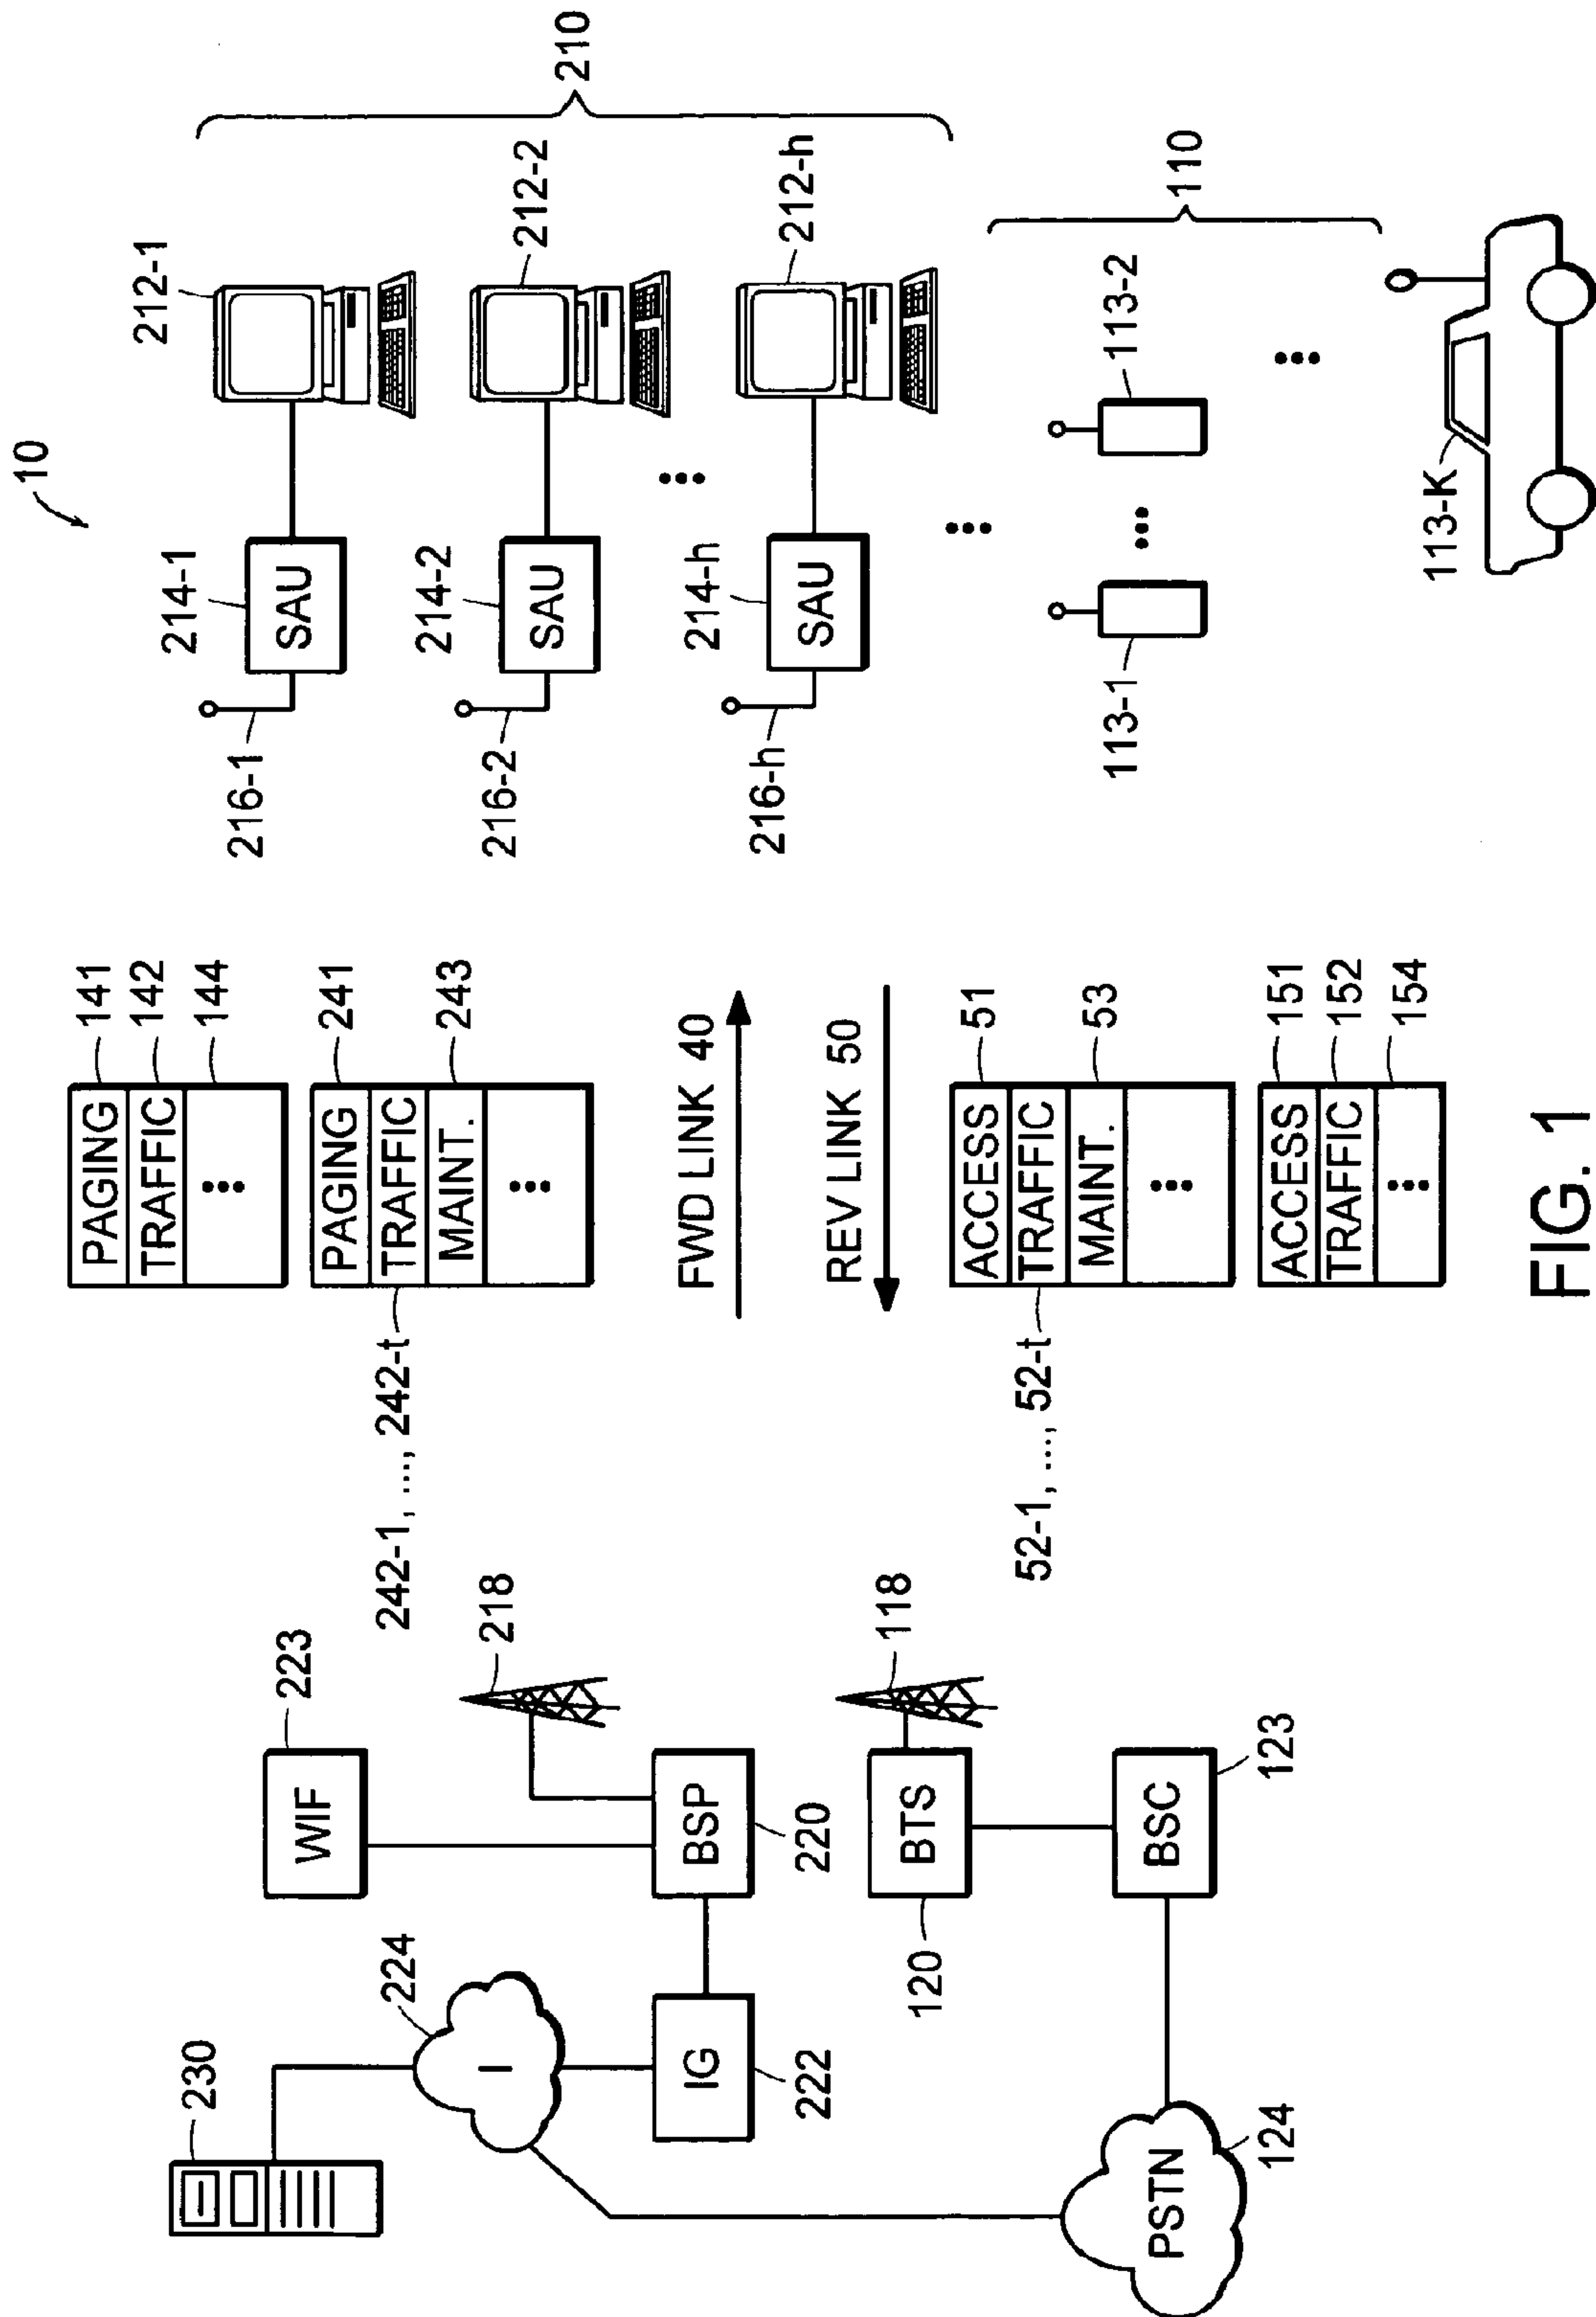 10
230
224
I
IG
222
PSTN
124
WIF
223
BSP
220
218
BTS
120
118
BSC
123
PAGING 141
TRAFFIC 142
⋮ 144
PAGING 241
TRAFFIC
242-1, ...., 242-t
MAINT. 243
⋮
FWD LINK 40
REV LINK 50
ACCESS 51
TRAFFIC
52-1, ...., 52-t
MAINT. 53
⋮
ACCESS 151
TRAFFIC 152
⋮ 154
216-1
214-1
SAU
212-1
216-2
214-2
SAU
212-2
216-h
214-h
SAU
212-h
210
113-1
113-2
110
113-K
FIG. 1